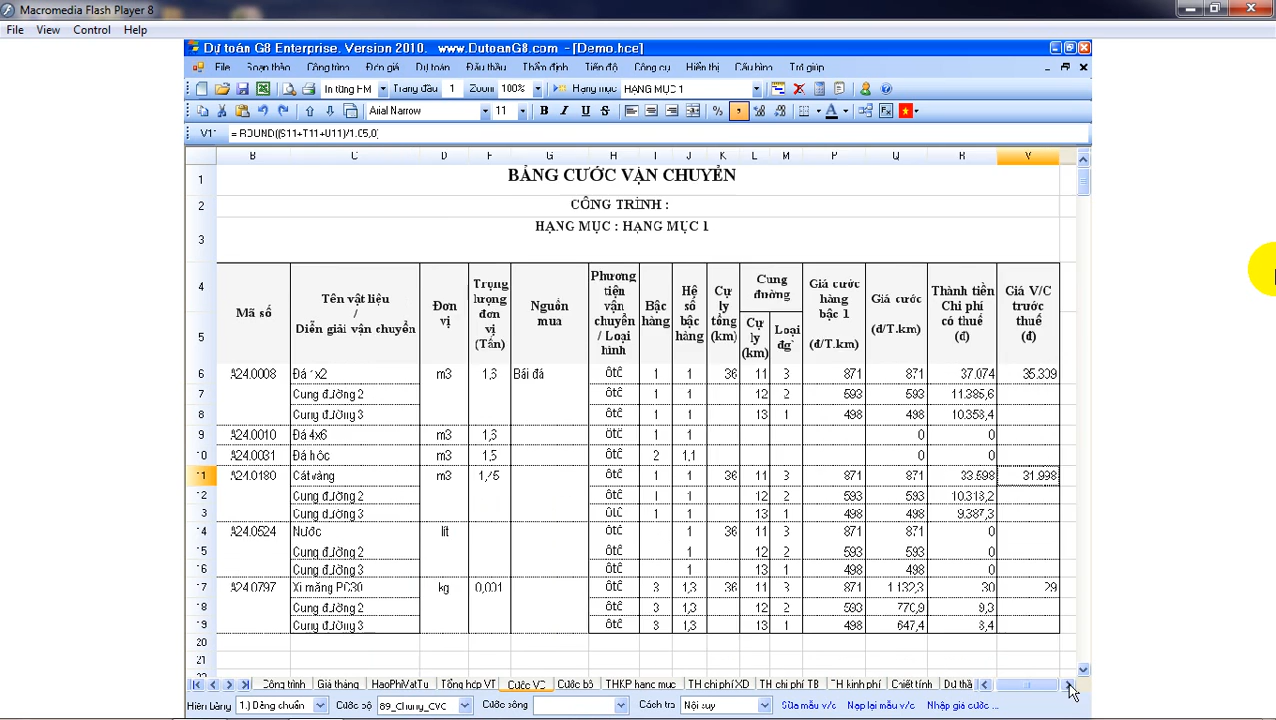 Macromedia Flash Player 8
File View Control Help
Dự toán G8 Enterprise. Version 2010. www.DutoanG8.com - [Demo.hce]
File Soạn thảo Công trình Đơn giá Dự toán Đấu thầu Thẩm định Tiến độ Công cụ Hiển thị Cấu hình Trợ giúp
Trang đầu 1 Zoom 100% Hạng mục HẠNG MỤC 1
Arial Narrow 11 B I U S %
= ROUND((S11+T11+U11)/1.05,0)
B C D F G H I J K L M P Q R V
1 BẢNG CƯỚC VẬN CHUYỂN
2 CÔNG TRÌNH :
3 HẠNG MỤC : HẠNG MỤC 1
4
5
Mã số
Tên vật liệu / Diễn giải vận chuyển
Đơn vị
Trọng lượng đơn vị (Tấn)
Nguồn mua
Phương tiện vận chuyển / Loại hình
Bậc hàng
Hệ số bậc hàng
Cự ly tổng (km)
Cung đường
Cự ly (km)
Loại đg
Giá cước hàng bậc 1 (đ/T.km)
Giá cước (đ/T.km)
Thành tiền Chi phí có thuế (đ)
Giá V/C trước thuế (đ)
6 A24.0008 Đá 1x2 m3 1,6 Bãi đá ôtô 1 1 36 11 3 871 871 37.074 35.309
7 Cung đường 2 ôtô 1 1 12 2 593 593 11.385,6
8 Cung đường 3 ôtô 1 1 13 1 498 498 10.358,4
9 A24.0010 Đá 4x6 m3 1,6 ôtô 1 1 0 0
10 A24.0031 Đá hộc m3 1,5 ôtô 2 1,1 0 0
11 A24.0180 Cát vàng m3 1,45 ôtô 1 1 36 11 3 871 871 33.598 31.998
12 Cung đường 2 ôtô 1 1 12 2 593 593 10.318,2
13 Cung đường 3 ôtô 1 1 13 1 498 498 9.387,3
14 A24.0524 Nước lít ôtô 1 36 11 3 871 871 0
15 Cung đường 2 ôtô 1 12 2 593 593 0
16 Cung đường 3 ôtô 1 13 1 498 498 0
17 A24.0797 Xi măng PC30 kg 0,001 ôtô 3 1,3 36 11 3 871 1.132,3 30 29
18 Cung đường 2 ôtô 3 1,3 12 2 593 770,9 9,3
19 Cung đường 3 ôtô 3 1,3 13 1 498 647,4 8,4
20
21
Công trình Giá tháng HaoPhiVatTu Tổng hợp VT Cước VC Cước bộ THKP hạng mục TH chi phí XD TH chi phí TB TH kinh phí Chiết tính Dự thầ
Hiện bảng 1.) Bảng chuẩn Cước bộ 89_Chung_CVC Cước sông Cách tra Nội suy Sửa mẫu v/c Nạp lại mẫu v/c Nhập giá cước ...